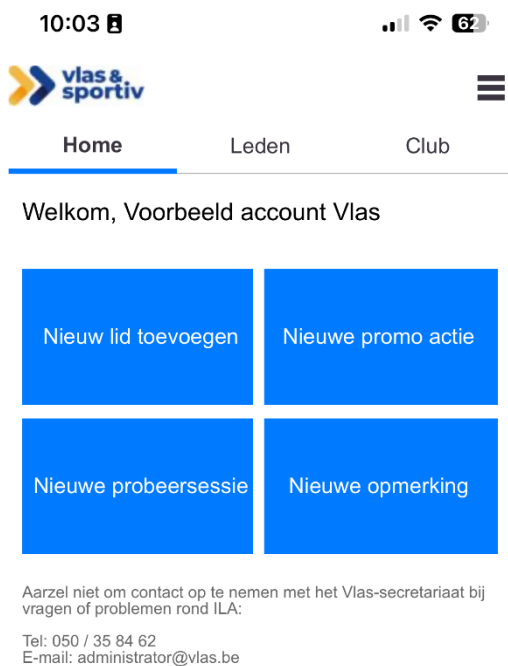 10:03
62
vlas &
sportiv
Home Leden Club
Welkom, Voorbeeld account Vlas
Nieuw lid toevoegen Nieuwe promo actie
Nieuwe probeersessie Nieuwe opmerking
Aarzel niet om contact op te nemen met het Vlas-secretariaat bij
vragen of problemen rond ILA:
Tel: 050 / 35 84 62
E-mail: administrator@vlas.be